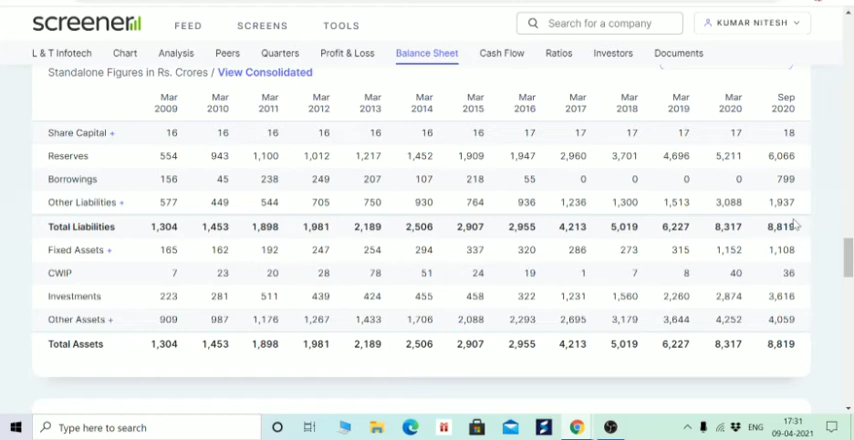 screener
FEED SCREENS TOOLS
Search for a company
KUMAR NITESH
L & T Infotech Chart Analysis Peers Quarters Profit & Loss Balance Sheet Cash Flow Ratios Investors Documents
Standalone Figures in Rs. Crores / View Consolidated
Mar 2009 Mar 2010 Mar 2011 Mar 2012 Mar 2013 Mar 2014 Mar 2015 Mar 2016 Mar 2017 Mar 2018 Mar 2019 Mar 2020 Sep 2020
Share Capital + 16 16 16 16 16 16 16 17 17 17 17 17 18
Reserves 554 943 1,100 1,012 1,217 1,452 1,909 1,947 2,960 3,701 4,696 5,211 6,066
Borrowings 156 45 238 249 207 107 218 55 0 0 0 0 799
Other Liabilities + 577 449 544 705 750 930 764 936 1,236 1,300 1,513 3,088 1,937
Total Liabilities 1,304 1,453 1,898 1,981 2,189 2,506 2,907 2,955 4,213 5,019 6,227 8,317 8,819
Fixed Assets + 165 162 192 247 254 294 337 320 286 273 315 1,152 1,108
CWIP 7 23 20 28 78 51 24 19 1 7 8 40 36
Investments 223 281 511 439 424 455 458 322 1,231 1,560 2,260 2,874 3,616
Other Assets + 909 987 1,176 1,267 1,433 1,706 2,088 2,293 2,695 3,179 3,644 4,252 4,059
Total Assets 1,304 1,453 1,898 1,981 2,189 2,506 2,907 2,955 4,213 5,019 6,227 8,317 8,819
Type here to search
ENG
17:31
09-04-2021